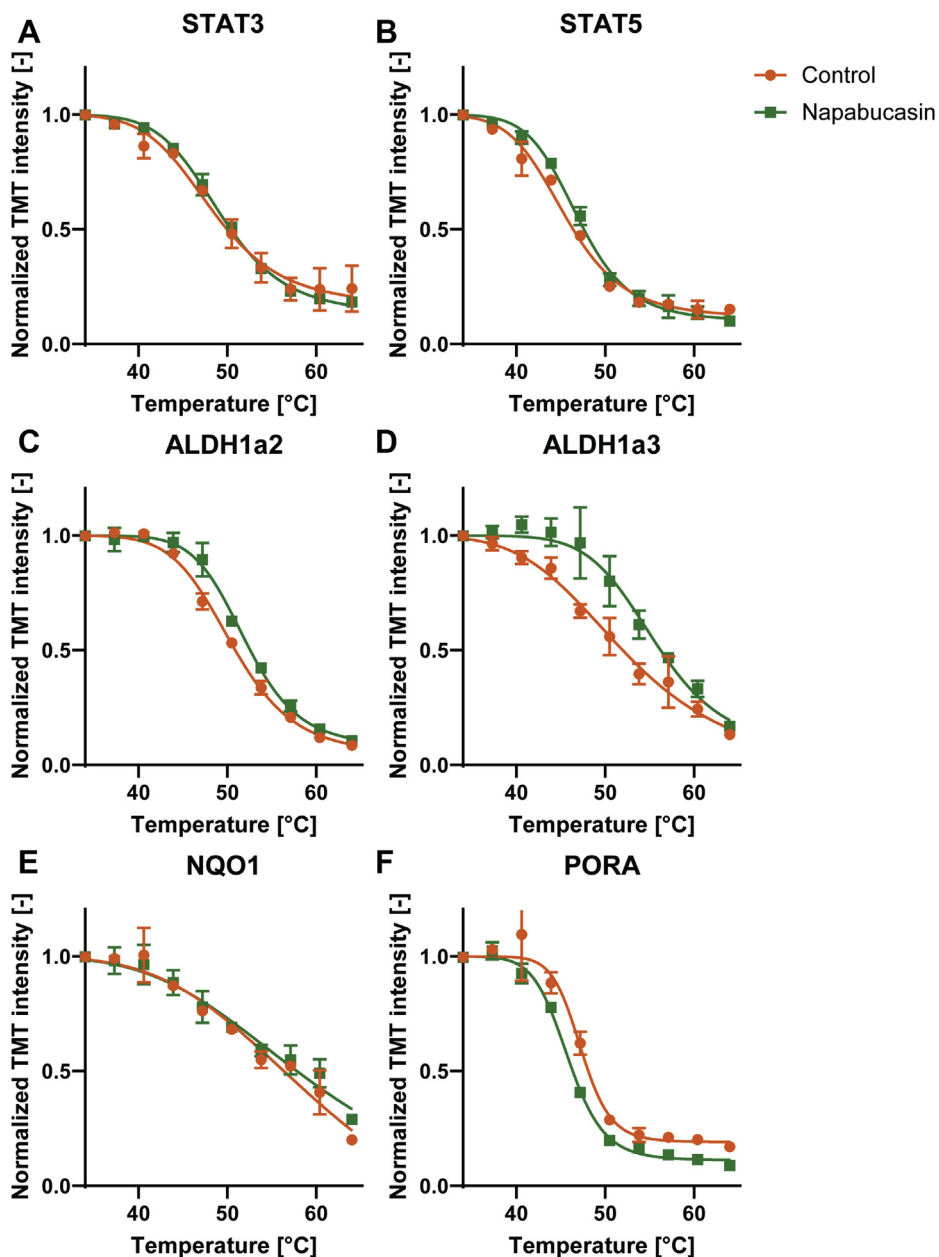 A STAT3
B STAT5
Control
Napabucasin
Normalized TMT intensity [-]
1.0
0.5
0.0
40 50 60
Temperature [°C]
Normalized TMT intensity [-]
1.0
0.5
0.0
40 50 60
Temperature [°C]
C ALDH1a2
D ALDH1a3
Normalized TMT intensity [-]
1.0
0.5
0.0
40 50 60
Temperature [°C]
Normalized TMT intensity [-]
1.0
0.5
0.0
40 50 60
Temperature [°C]
E NQO1
F PORA
Normalized TMT intensity [-]
1.0
0.5
0.0
40 50 60
Temperature [°C]
Normalized TMT intensity [-]
1.0
0.5
0.0
40 50 60
Temperature [°C]